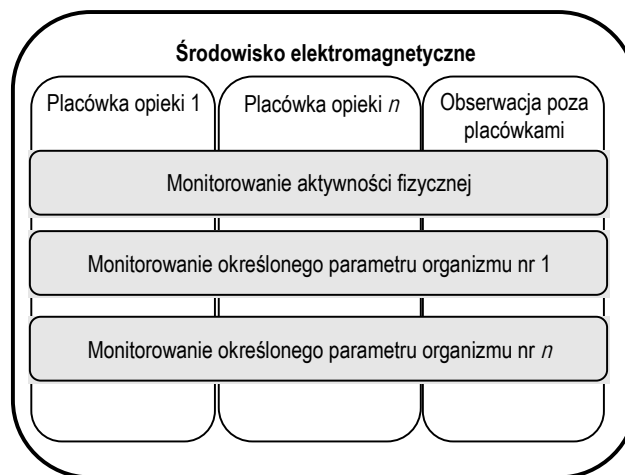 Środowisko elektromagnetyczne
Placówka opieki 1
Placówka opieki n
Obserwacja poza
placówkami
Monitorowanie aktywności fizycznej
Monitorowanie określonego parametru organizmu nr 1
Monitorowanie określonego parametru organizmu nr n